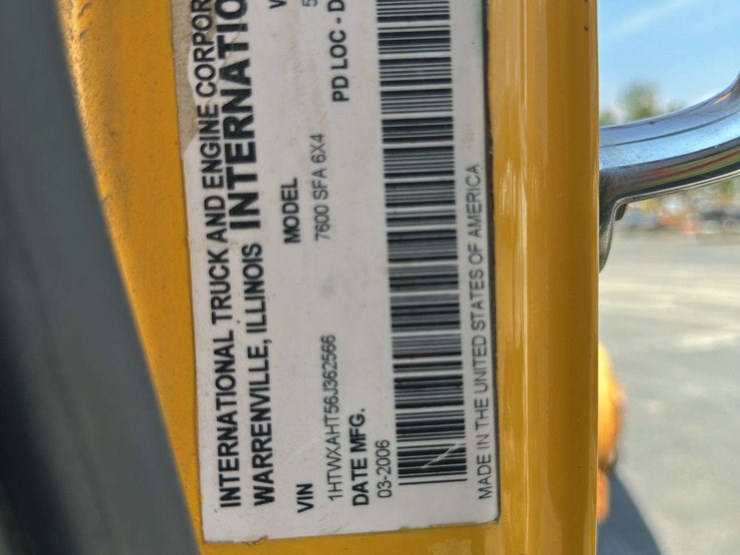 INTERNATIONAL TRUCK AND ENGINE CORPOR
WARRENVILLE, ILLINOIS INTERNATIO
VIN MODEL
1HTWXAHT56J362566 7600 SFA 6X4
DATE MFG. PD LOC - D
03-2006
MADE IN THE UNITED STATES OF AMERICA